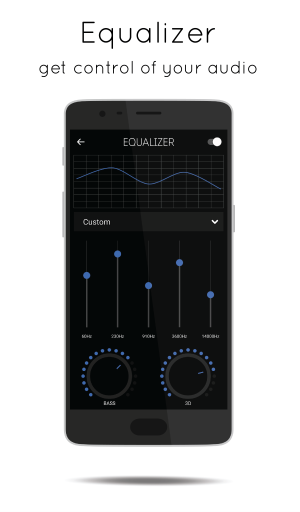 Equalizer
get control of your audio
EQUALIZER
Custom
60Hz 230Hz 910Hz 3600Hz 14000Hz
BASS 3D